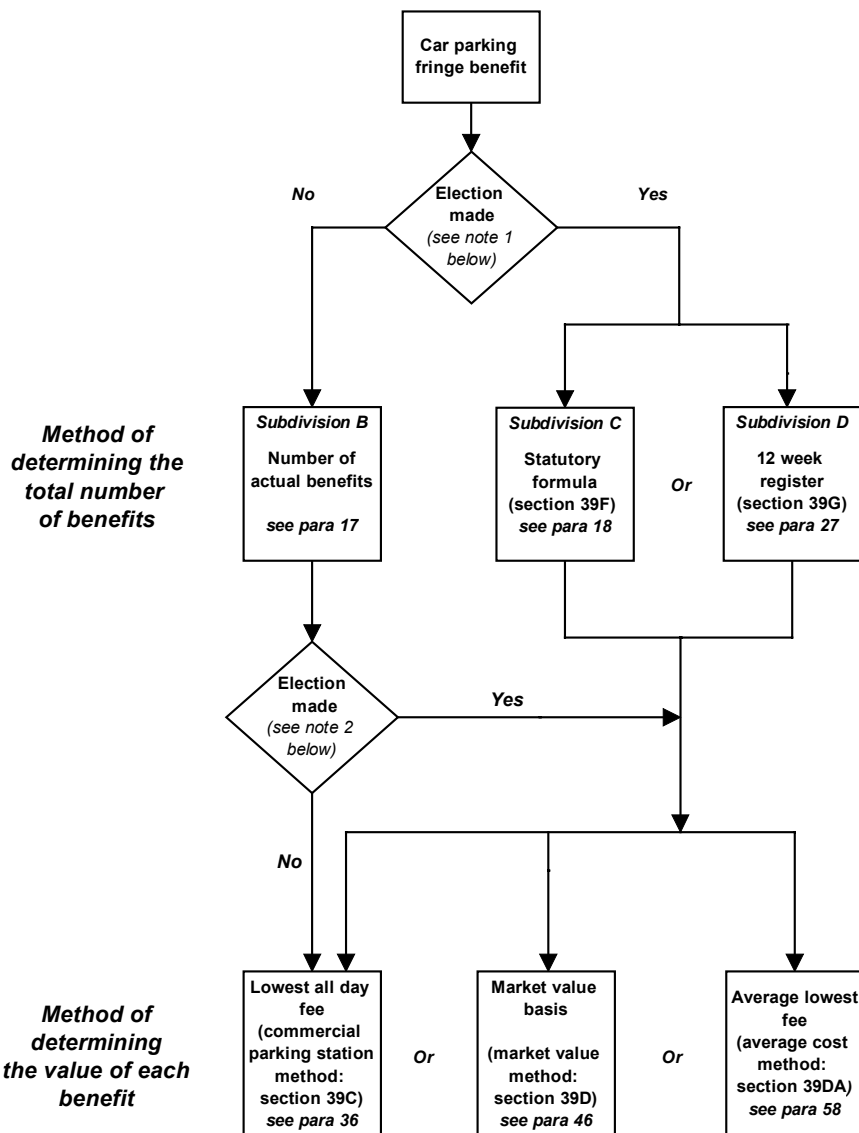 Car parking
fringe benefit
No
Election
made
(see note 1
below)
Yes
Method of
determining the
total number
of benefits
Subdivision B
Number of
actual benefits
see para 17
Subdivision C
Statutory
formula
(section 39F)
see para 18
Or
Subdivision D
12 week
register
(section 39G)
see para 27
Election
made
(see note 2
below)
Yes
No
Method of
determining
the value of each
benefit
Lowest all day
fee
(commercial
parking station
method:
section 39C)
see para 36
Or
Market value
basis
(market value
method:
section 39D)
see para 46
Or
Average lowest
fee
(average cost
method:
section 39DA)
see para 58